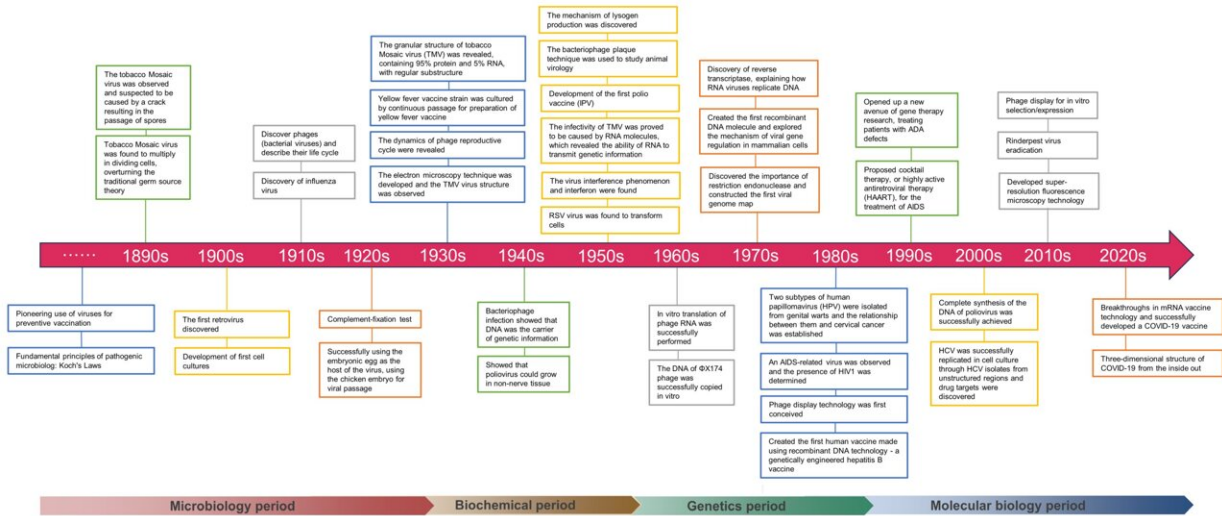 The tobacco Mosaic
virus was observed
and suspected to be
caused by a crack
resulting in the
passage of spores
Tobacco Mosaic virus
was found to multiply
in dividing cells,
overturning the
traditional germ source
theory
Discover phages
(bacterial viruses) and
describe their life cycle
Discovery of influenza
virus
The granular structure of tobacco
Mosaic virus (TMV) was revealed,
containing 95% protein and 5% RNA,
with regular substructure
Yellow fever vaccine strain was cultured
by continuous passage for preparation of
yellow fever vaccine
The dynamics of phage reproductive
cycle were revealed
The electron microscopy technique was
developed and the TMV virus structure
was observed
The mechanism of lysogen
production was discovered
The bacteriophage plaque
technique was used to study animal
virology
Development of the first polio
vaccine (IPV)
The infectivity of TMV was proved
to be caused by RNA molecules,
which revealed the ability of RNA to
transmit genetic information
The virus interference phenomenon
and interferon were found
RSV virus was found to transform
cells
Discovery of reverse
transcriptase, explaining how
RNA viruses replicate DNA
Created the first recombinant
DNA molecule and explored
the mechanism of viral gene
regulation in mammalian cells
Discovered the importance of
restriction endonuclease and
constructed the first viral
genome map
Opened up a new
avenue of gene therapy
research, treating
patients with ADA
defects
Proposed cocktail
therapy, or highly active
antiretroviral therapy
(HAART), for the
treatment of AIDS
Phage display for in vitro
selection/expression
Rinderpest virus
eradication
Developed super-
resolution fluorescence
microscopy technology
······ 1890s 1900s 1910s 1920s 1930s 1940s 1950s 1960s 1970s 1980s 1990s 2000s 2010s 2020s
Pioneering use of viruses for
preventive vaccination
Fundamental principles of pathogenic
microbiol: Koch's Laws
The first retrovirus
discovered
Development of first cell
cultures
Complement-fixation test
Successfully using the
embryonic egg as the
host of the virus, using
the chicken embryo for
viral passage
Bacteriophage
infection showed that
DNA was the carrier
of genetic information
Showed that
poliovirus could grow
in non-nerve tissue
In vitro translation of
phage RNA was
successfully
performed
The DNA of ΦX174
phage was
successfully copied in
vitro
Two subtypes of human
papillomavirus (HPV) were isolated
from genital warts and the relationship
between them and cervical cancer was
established
An AIDS-related virus was observed
and the presence of HIV1 was
determined
Phage display technology was first
conceived
Created the first human vaccine made
using recombinant DNA technology - a
genetically engineered hepatitis B
vaccine
Complete synthesis of the
DNA of poliovirus was
successfully achieved
HCV was successfully
replicated in cell culture
through HCV isolates from
unstructured regions and
drug targets were
discovered
Breakthroughs in mRNA vaccine
technology and successfully
developed a COVID-19 vaccine
Three-dimensional structure of
COVID-19 from the inside out
Microbiology period
Biochemical period
Genetics period
Molecular biology period